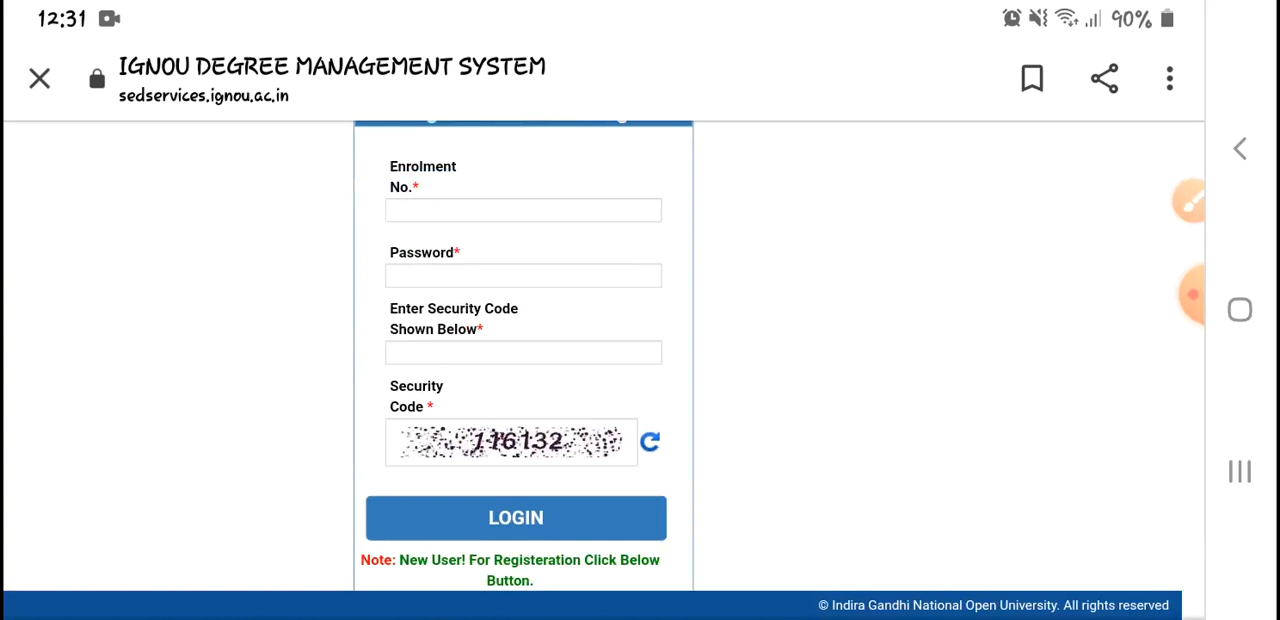 12:31 90%
IGNOU DEGREE MANAGEMENT SYSTEM
sedservices.ignou.ac.in
Enrolment
No.*
Password*
Enter Security Code
Shown Below*
Security
Code *
116132
LOGIN
Note: New User! For Registeration Click Below
Button.
© Indira Gandhi National Open University. All rights reserved